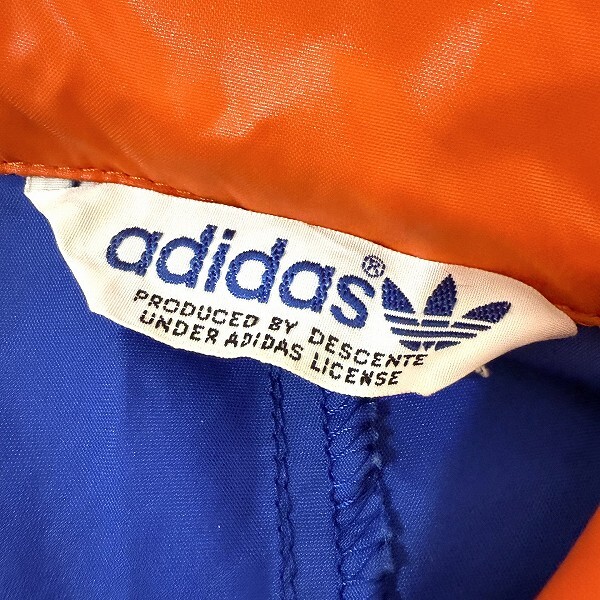 adidas®
PRODUCED BY DESCENTE
UNDER ADIDAS LICENSE